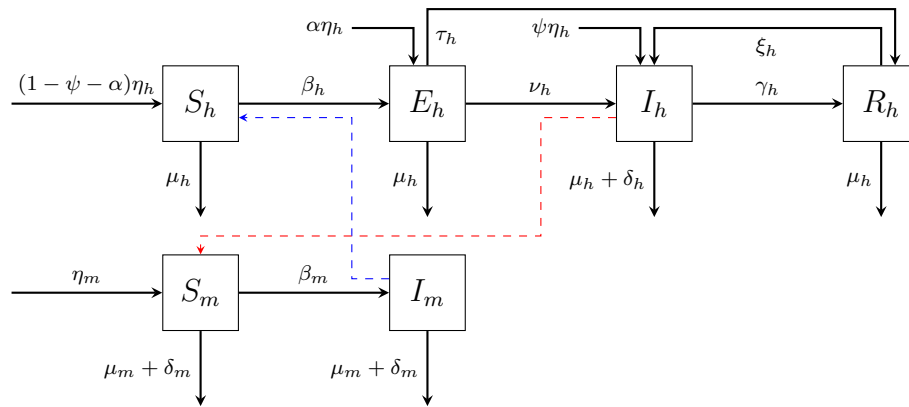 αη_h
τ_h
ψη_h
ξ_h
(1 − ψ − α)η_h
S_h
β_h
E_h
ν_h
I_h
γ_h
R_h
μ_h
μ_h
μ_h + δ_h
μ_h
η_m
S_m
β_m
I_m
μ_m + δ_m
μ_m + δ_m